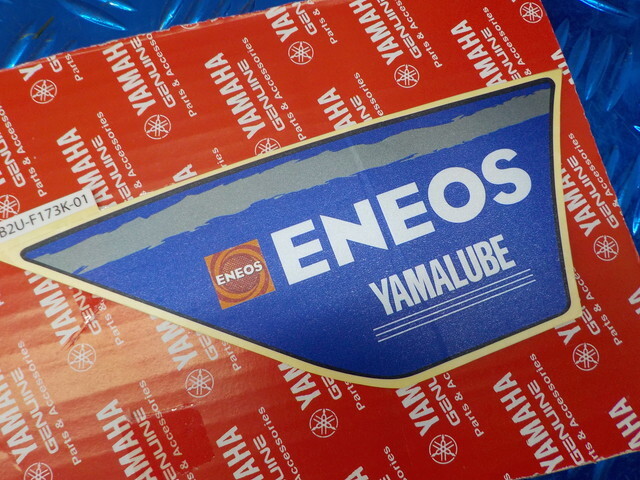 B2U-F173K-01
ENEOS
ENEOS
YAMALUBE
YAMAHA
GENUINE
Parts & Accessories